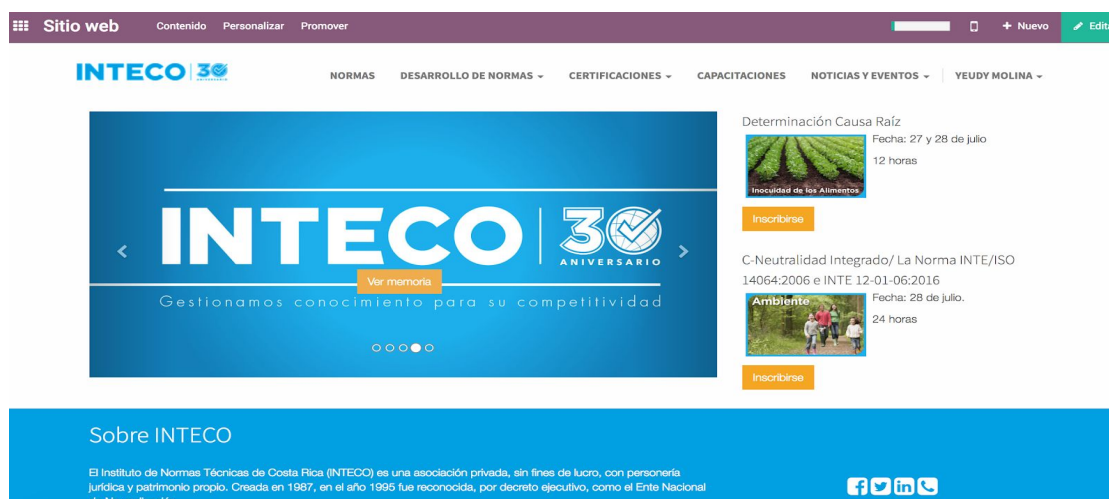 Sitio web
Contenido Personalizar Promover
+ Nuevo
INTECO 30
NORMAS DESARROLLO DE NORMAS CERTIFICACIONES CAPACITACIONES NOTICIAS Y EVENTOS YEUDY MOLINA
INTECO 30
ANIVERSARIO
Ver memoria
Gestionamos conocimiento para su competitividad
Determinación Causa Raíz
Inocuidad de los Alimentos
Fecha: 27 y 28 de julio
12 horas
Inscribirse
C-Neutralidad Integrado/ La Norma INTE/ISO
14064:2006 e INTE 12-01-06:2016
Ambiente
Fecha: 28 de julio.
24 horas
Inscribirse
Sobre INTECO
El Instituto de Normas Técnicas de Costa Rica (INTECO) es una asociación privada, sin fines de lucro, con personería
jurídica y patrimonio propio. Creada en 1987, en el año 1995 fue reconocida, por decreto ejecutivo, como el Ente Nacional